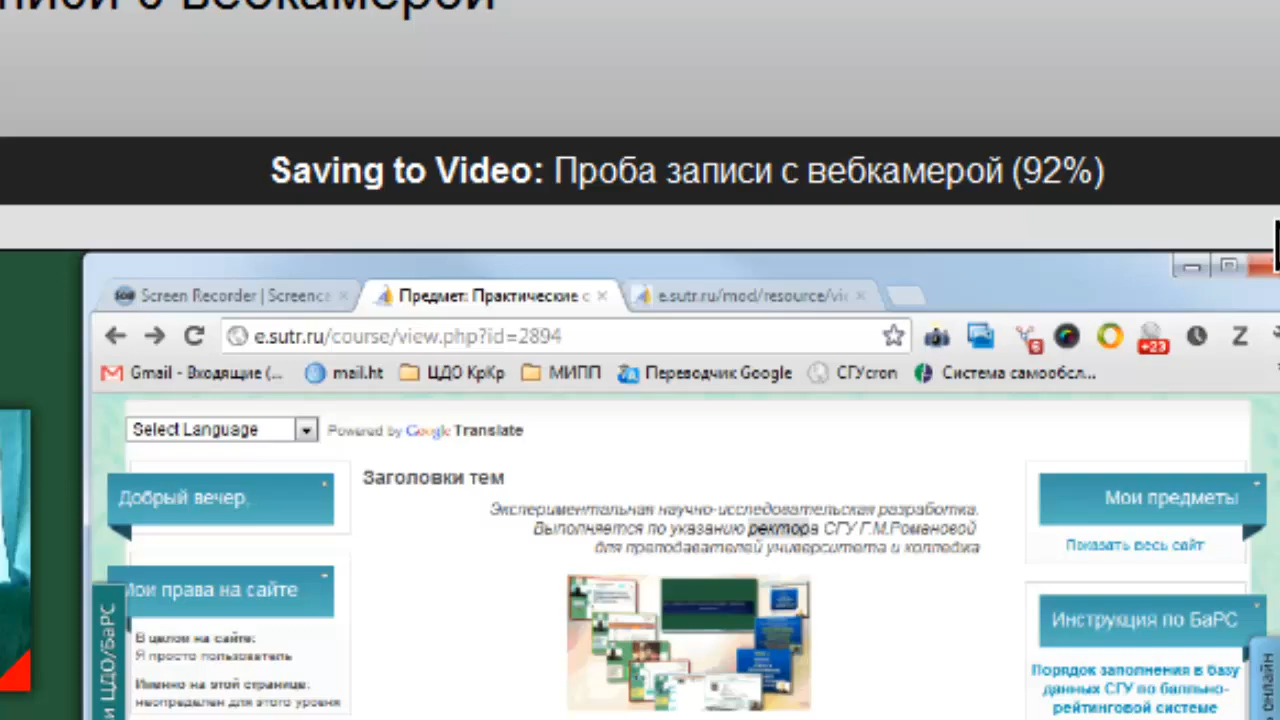 писи с вебкамерой
Saving to Video: Проба записи с вебкамерой (92%)
Screen Recorder | Screenca
Предмет: Практические с
e.sutr.ru/mod/resource/vie
e.sutr.ru/course/view.php?id=2894
6
+23
Z
Gmail - Входящие (... mail.ht ЦДО КрКр МИПП Переводчик Google СГУcron Система самообсл...
Select Language Powered by Google Translate
Заголовки тем
Экспериментальная научно-исследовательская разработка.
Выполняется по указанию ректора СГУ Г.М.Романовой
для преподавателей университета и колледжа
Добрый вечер,
Мои права на сайте
В целом на сайте:
Я просто пользователь
Именно на этой странице:
неопределен для этого уровня
и ЦДО/БаРС
Мои предметы
Показать весь сайт
Инструкция по БаРС
Порядок заполнения в базу
данных СГУ по балльно-
рейтинговой системе
онлайн